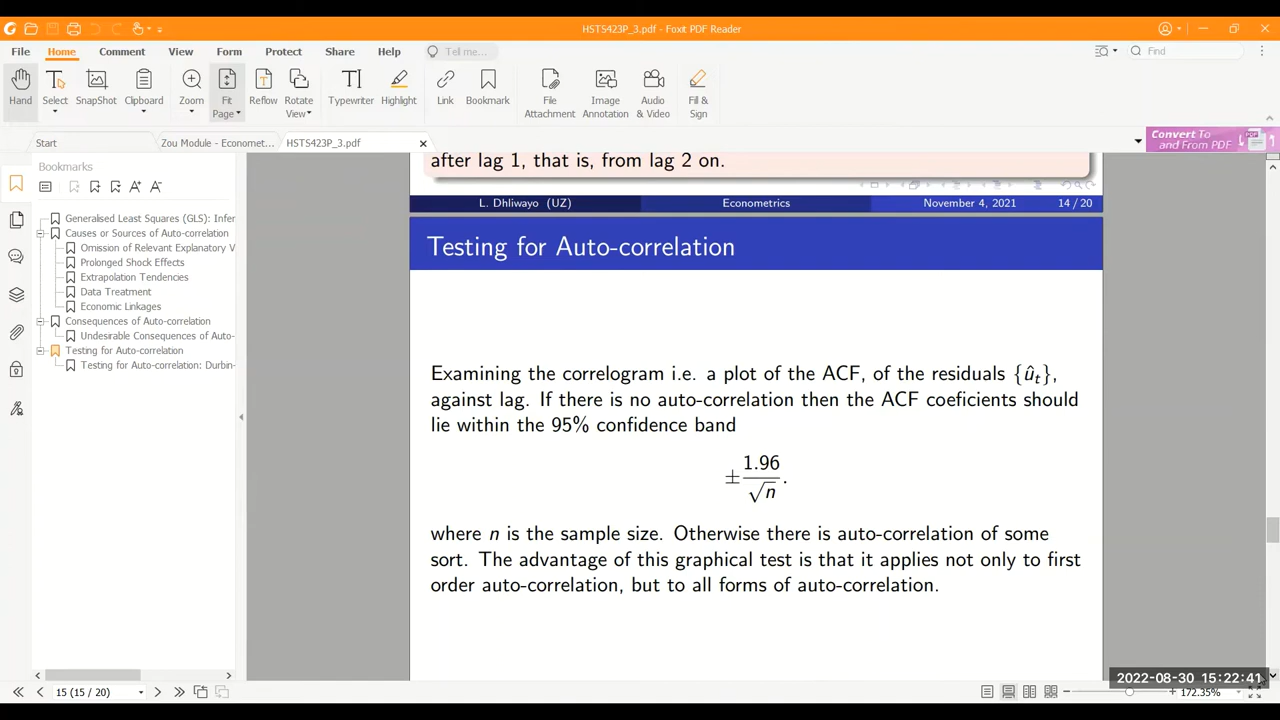 HSTS423P_3.pdf - Foxit PDF Reader
File Home Comment View Form Protect Share Help Tell me... Find
Hand Select SnapShot Clipboard Zoom Fit Page Reflow Rotate View Typewriter Highlight Link Bookmark File Attachment Image Annotation Audio & Video Fill & Sign
Start Zou Module - Economet... HSTS423P_3.pdf Convert To and From PDF
Bookmarks
Generalised Least Squares (GLS): Infer
Causes or Sources of Auto-correlation
Omission of Relevant Explanatory V
Prolonged Shock Effects
Extrapolation Tendencies
Data Treatment
Economic Linkages
Consequences of Auto-correlation
Undesirable Consequences of Auto-
Testing for Auto-correlation
Testing for Auto-correlation: Durbin-
after lag 1, that is, from lag 2 on.
L. Dhliwayo (UZ) Econometrics November 4, 2021 14 / 20
Testing for Auto-correlation
Examining the correlogram i.e. a plot of the ACF, of the residuals {û_t},
against lag. If there is no auto-correlation then the ACF coeficients should
lie within the 95% confidence band
± 1.96 / √n .
where n is the sample size. Otherwise there is auto-correlation of some
sort. The advantage of this graphical test is that it applies not only to first
order auto-correlation, but to all forms of auto-correlation.
15 (15 / 20) 172.35%
2022-08-30 15:22:41